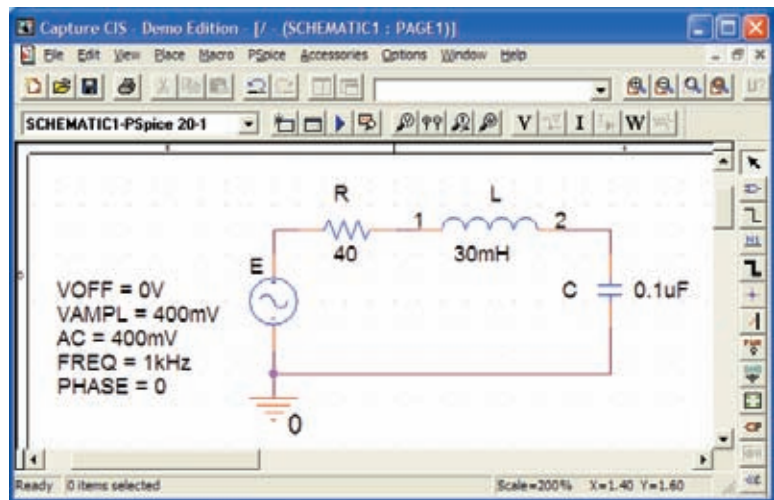 Capture CIS - Demo Edition - [/ - (SCHEMATIC1 : PAGE1)]
File Edit View Place Macro PSpice Accessories Options Window Help
U?
SCHEMATIC1-PSpice 20-1
V I W
R L
1 2
40 30mH
E
C 0.1uF
VOFF = 0V
VAMPL = 400mV
AC = 400mV
FREQ = 1kHz
PHASE = 0
0
N1
Ready 0 items selected Scale=200% X=1.40 Y=1.60